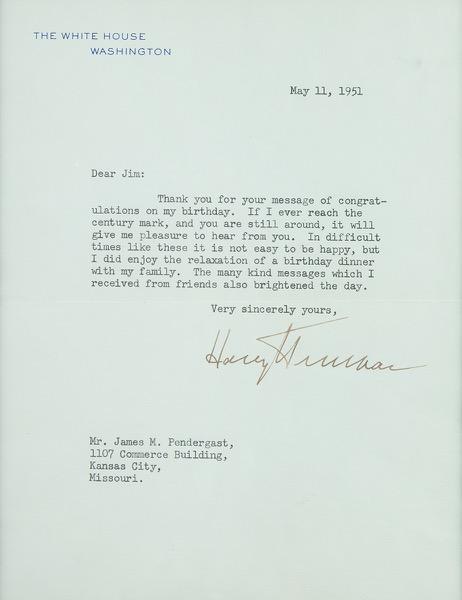 THE WHITE HOUSE
WASHINGTON
May 11, 1951
Dear Jim:
Thank you for your message of congrat-
ulations on my birthday. If I ever reach the
century mark, and you are still around, it will
give me pleasure to hear from you. In difficult
times like these it is not easy to be happy, but
I did enjoy the relaxation of a birthday dinner
with my family. The many kind messages which I
received from friends also brightened the day.
Very sincerely yours,
Harry Truman
Mr. James M. Pendergast,
1107 Commerce Building,
Kansas City,
Missouri.